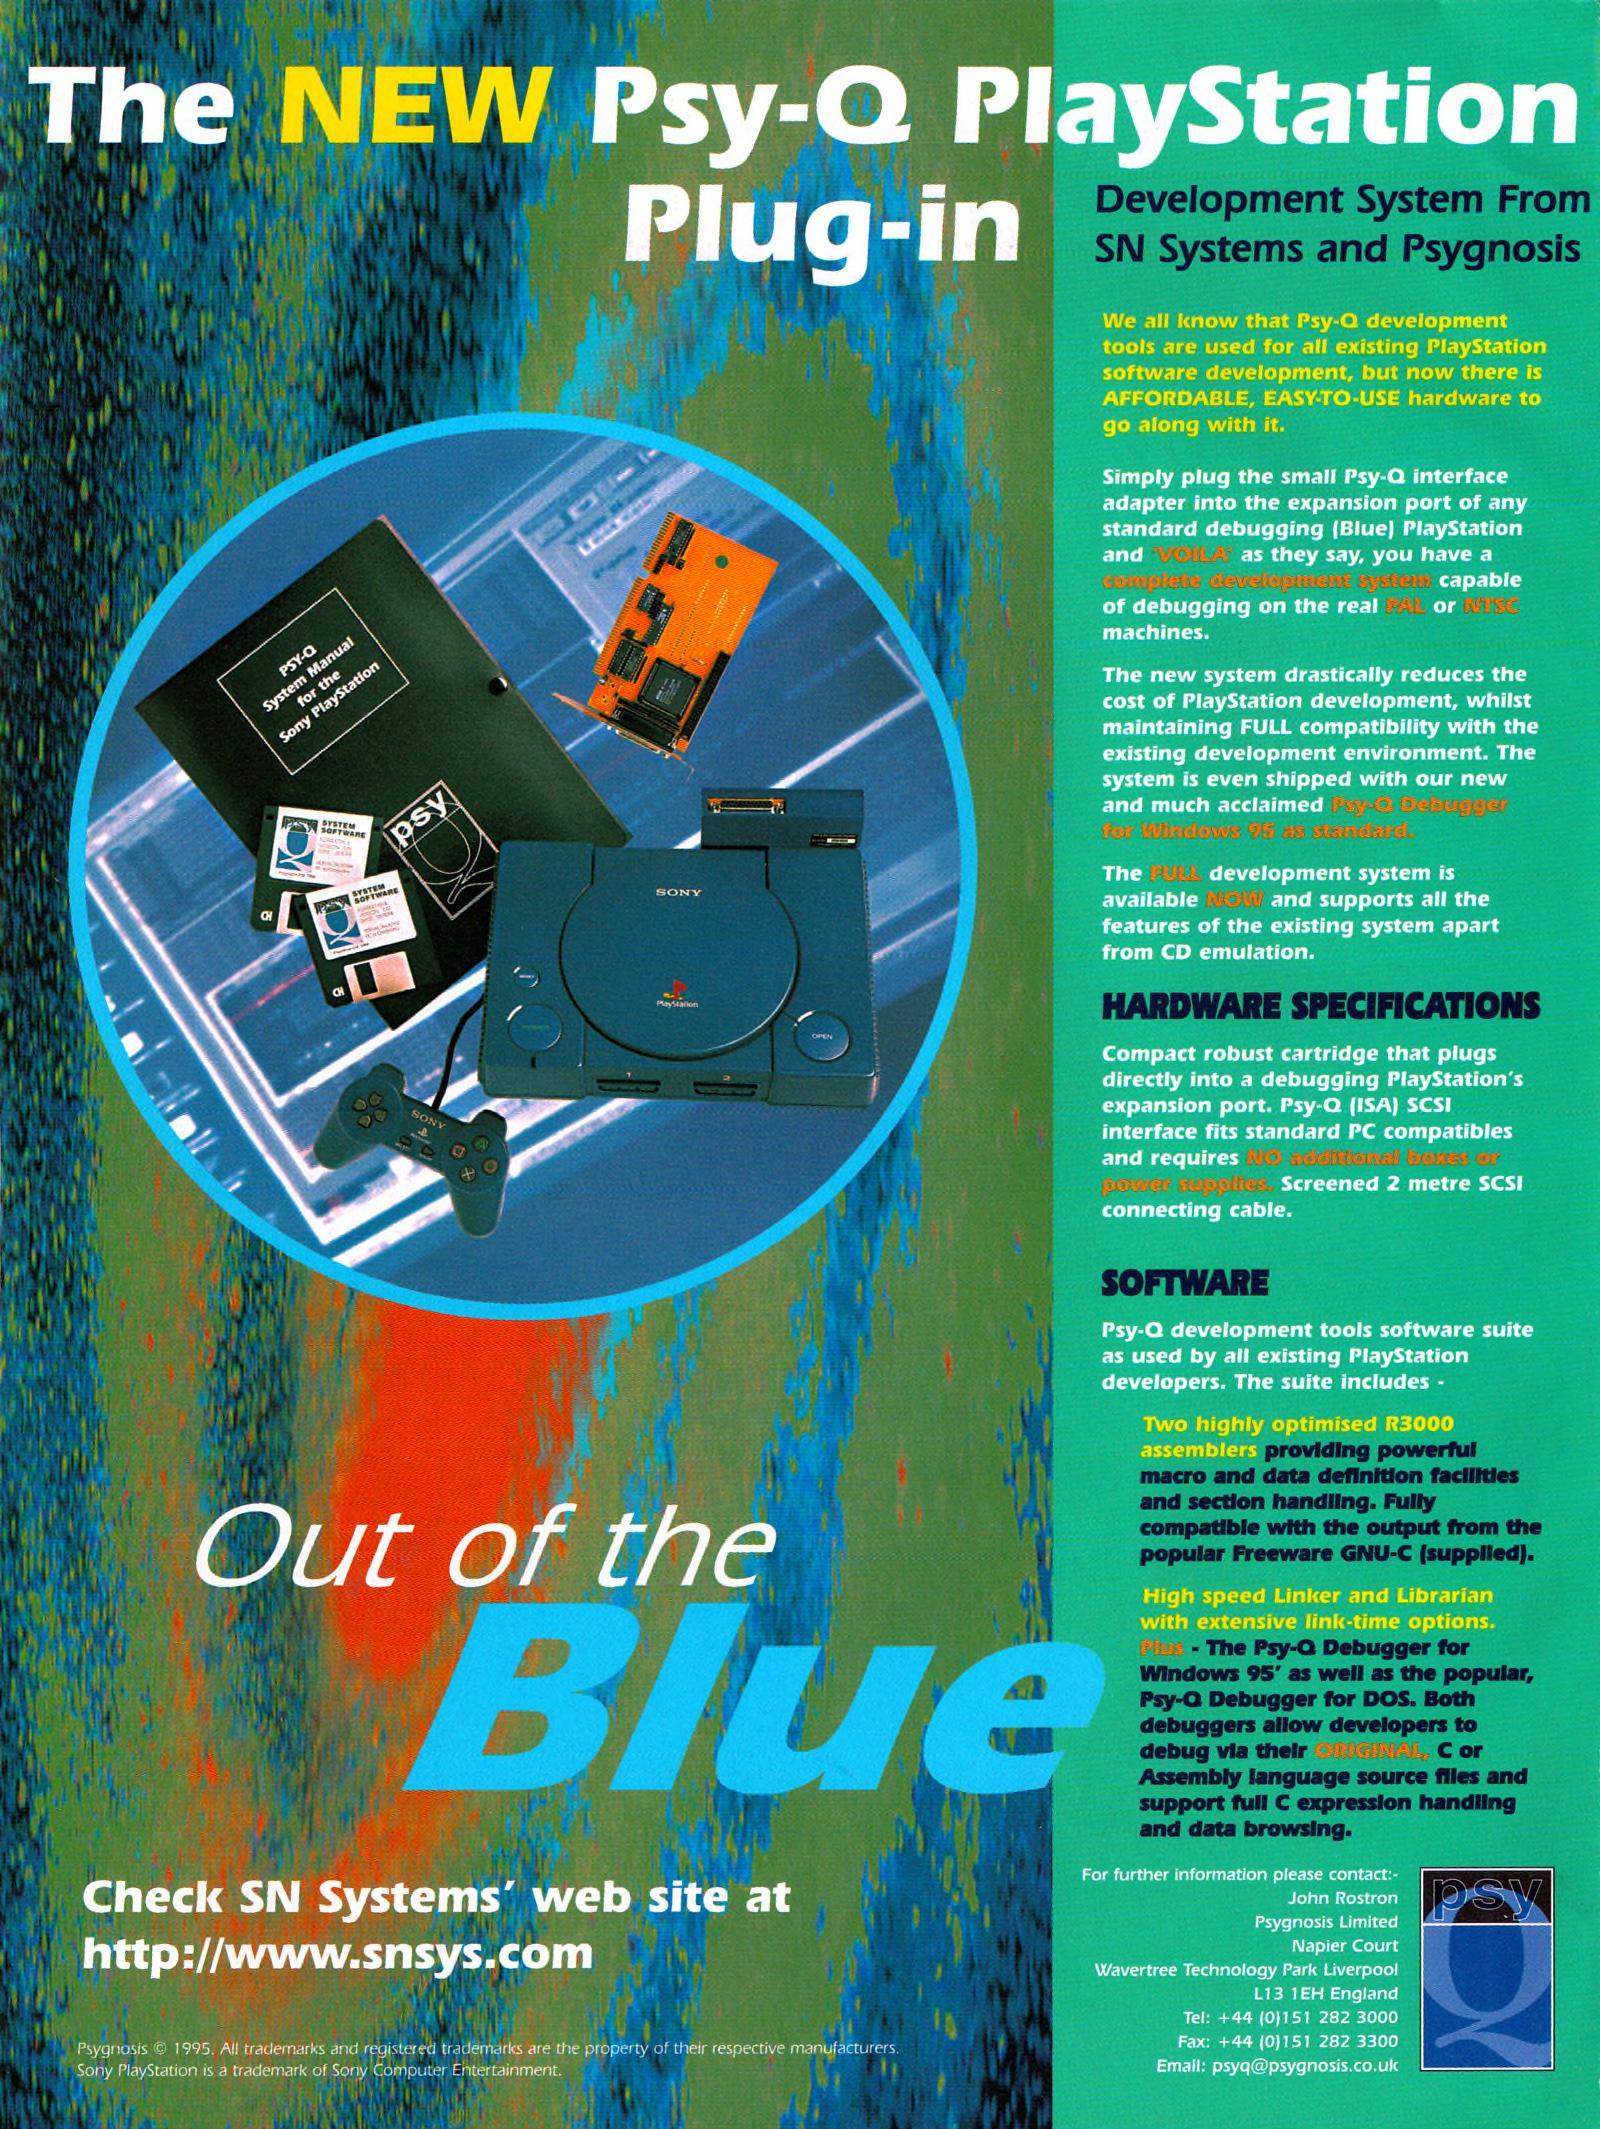 The NEW Psy-Q PlayStation
Plug-in
Development System From
SN Systems and Psygnosis
We all know that Psy-Q development
tools are used for all existing PlayStation
software development, but now there is
AFFORDABLE, EASY-TO-USE hardware to
go along with it.
Simply plug the small Psy-Q interface
adapter into the expansion port of any
standard debugging (Blue) PlayStation
and 'VOILA' as they say, you have a
complete development system capable
of debugging on the real PAL or NTSC
machines.
The new system drastically reduces the
cost of PlayStation development, whilst
maintaining FULL compatibility with the
existing development environment. The
system is even shipped with our new
and much acclaimed Psy-Q Debugger
for Windows 95 as standard.
The FULL development system is
available NOW and supports all the
features of the existing system apart
from CD emulation.
HARDWARE SPECIFICATIONS
Compact robust cartridge that plugs
directly into a debugging PlayStation's
expansion port. Psy-Q (ISA) SCSI
interface fits standard PC compatibles
and requires NO additional boxes or
power supplies. Screened 2 metre SCSI
connecting cable.
SOFTWARE
Psy-Q development tools software suite
as used by all existing PlayStation
developers. The suite includes -
Two highly optimised R3000
assemblers providing powerful
macro and data definition facilities
and section handling. Fully
compatible with the output from the
popular Freeware GNU-C (supplied).
High speed Linker and Librarian
with extensive link-time options.
Plus - The Psy-Q Debugger for
Windows 95' as well as the popular,
Psy-Q Debugger for DOS. Both
debuggers allow developers to
debug via their ORIGINAL, C or
Assembly language source files and
support full C expression handling
and data browsing.
For further information please contact:-
John Rostron
Psygnosis Limited
Napier Court
Wavertree Technology Park Liverpool
L13 1EH England
Tel: +44 (0)151 282 3000
Fax: +44 (0)151 282 3300
Email: psyq@psygnosis.co.uk
psy
Q
PSY-Q
System Manual
for the
Sony PlayStation
psy
Q
SYSTEM
SOFTWARE
SYSTEM
SOFTWARE
SONY
PlayStation
OPEN
1
2
SONY
Out of the
Blue
Check SN Systems' web site at
http://www.snsys.com
Psygnosis © 1995. All trademarks and registered trademarks are the property of their respective manufacturers.
Sony PlayStation is a trademark of Sony Computer Entertainment.